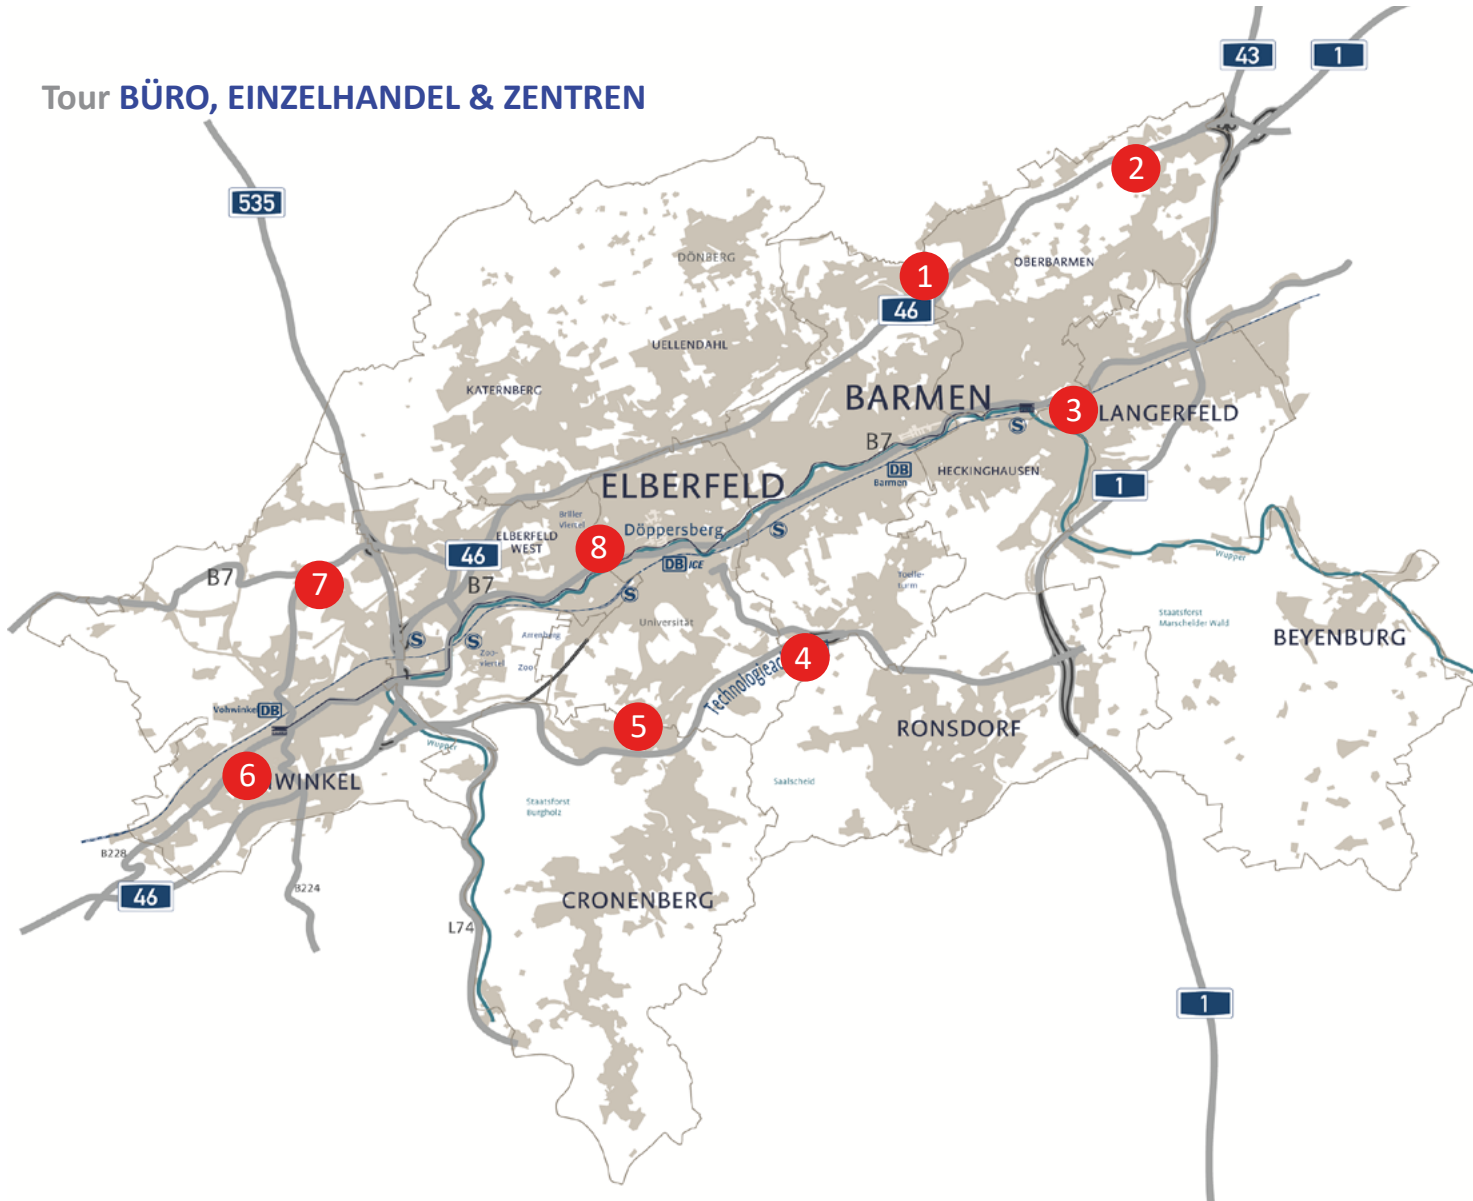 Tour BÜRO, EINZELHANDEL & ZENTREN
43
1
535
2
DÖNBERG
1
OBERBARMEN
46
UELLENDAHL
KATERNBERG
BARMEN
3
LANGERFELD
S
B7
DB
Barmen
HECKINGHAUSEN
ELBERFELD
1
Briller
Viertel
Döppersberg
S
ELBERFELD
WEST
8
46
DB ICE
B7
7
B7
Wupper
S
Universität
Staatsforst
Marschelder Wald
BEYENBURG
S
S
Arrenberg
Zoo-
viertel
Zoo
4
Technologieac
Vohwinkel DB
5
RONSDORF
Wupper
6
WINKEL
Saalscheid
Staatsforst
Burgholz
B228
46
B224
L74
CRONENBERG
1